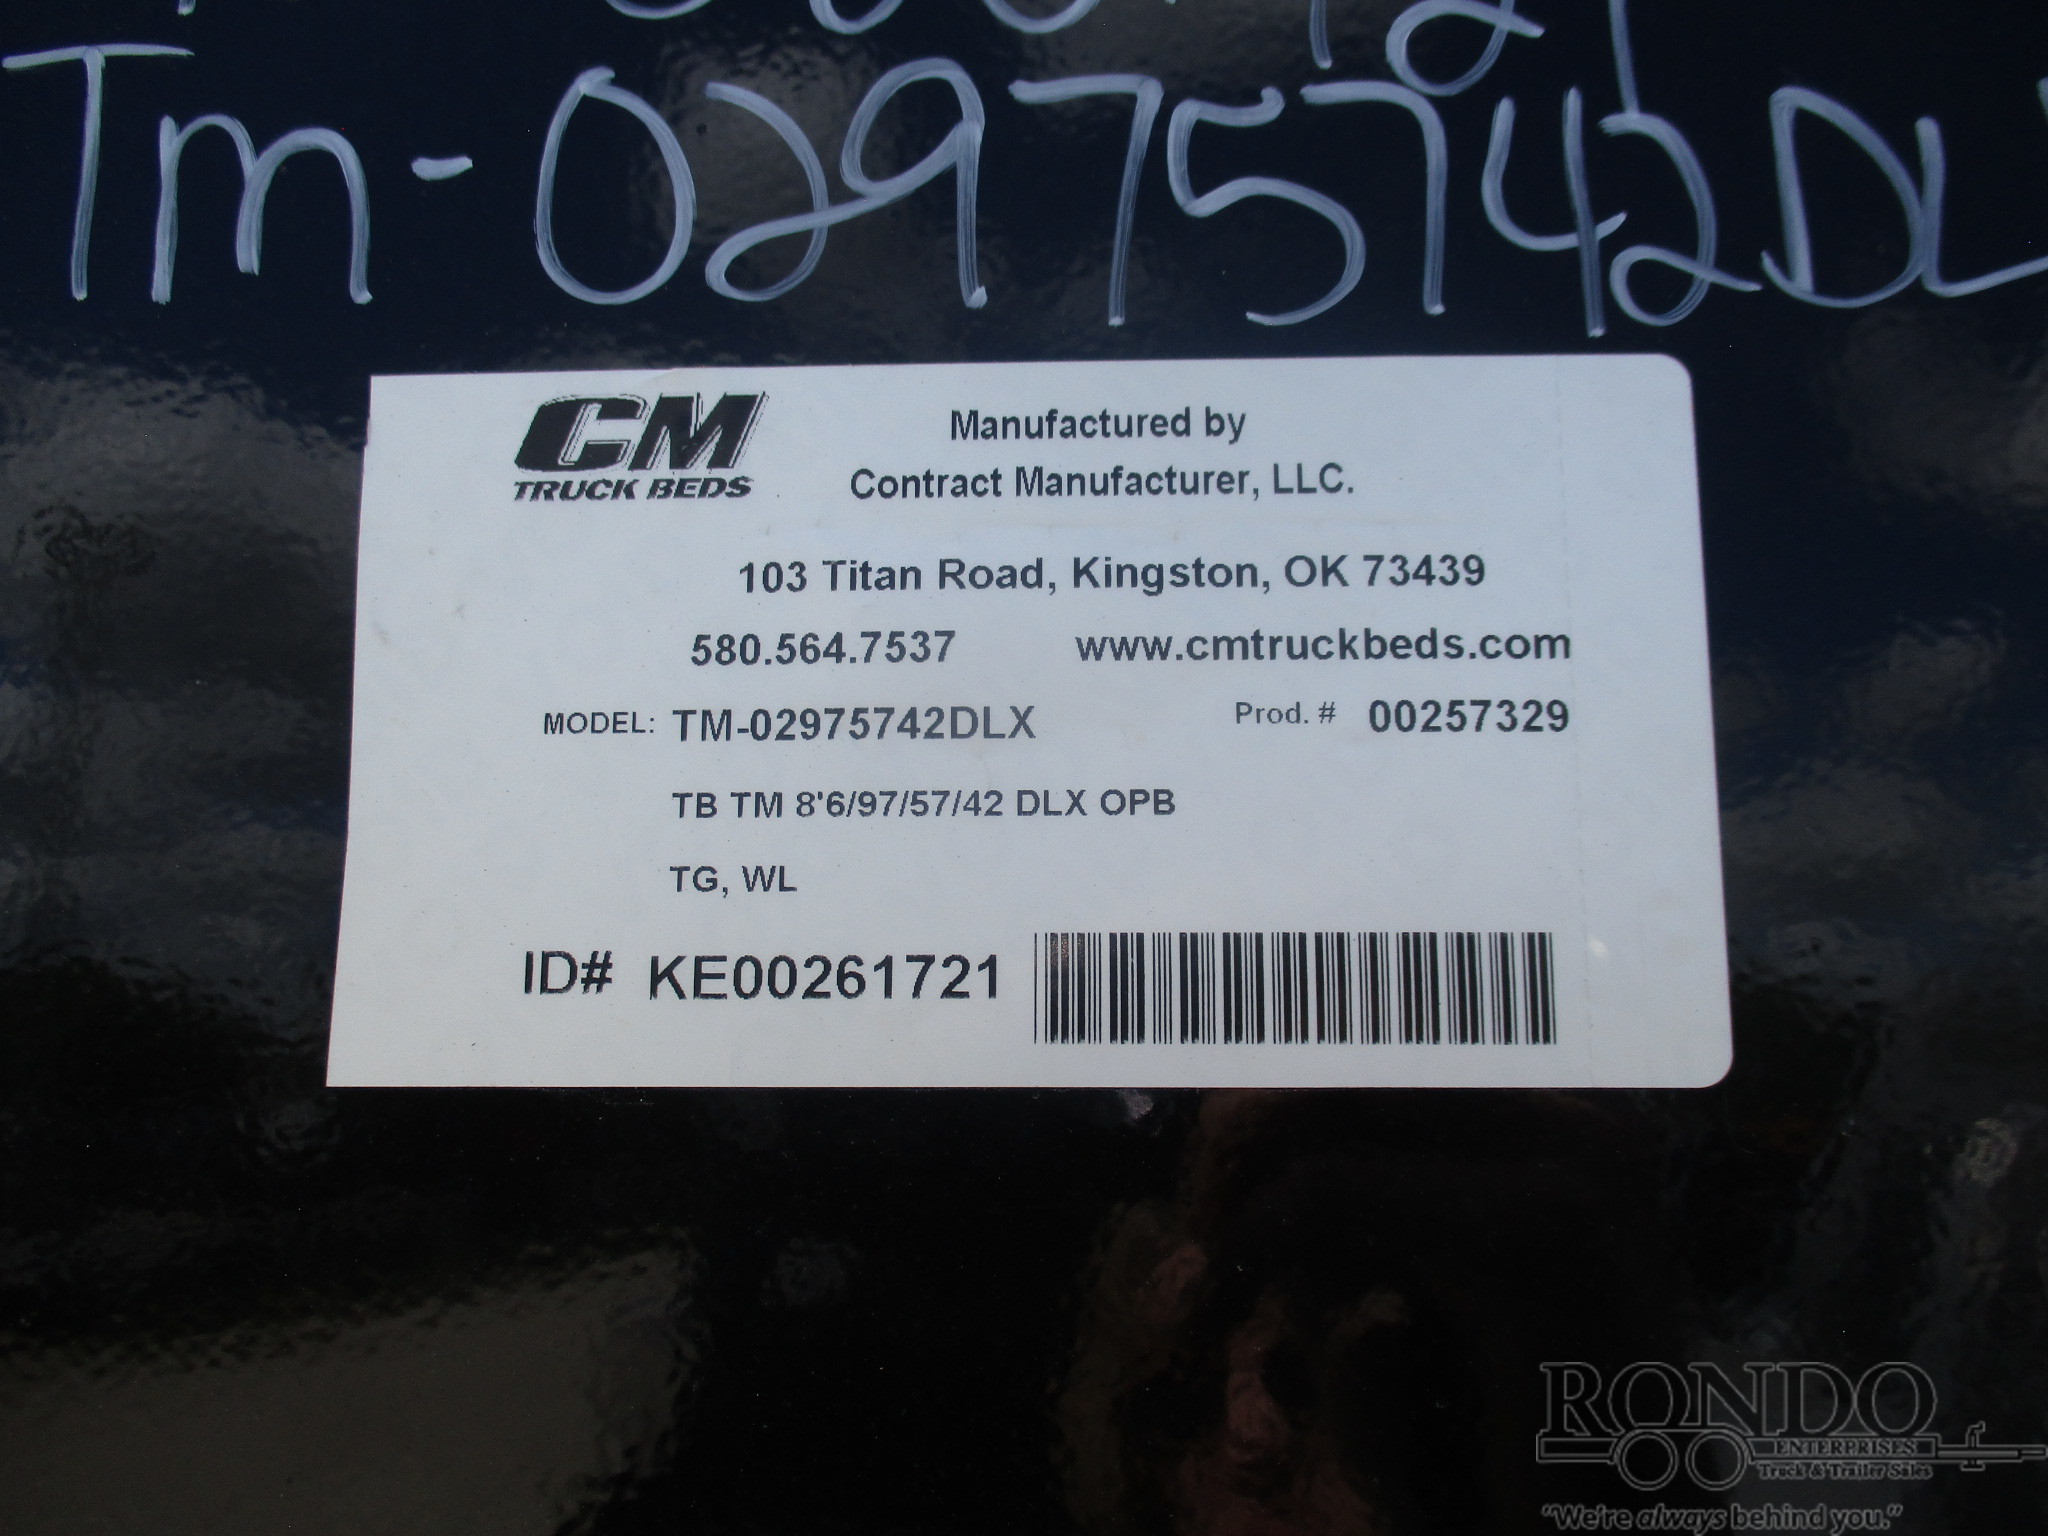 Tm-02975742DL
CM
TRUCK BEDS
Manufactured by
Contract Manufacturer, LLC.
103 Titan Road, Kingston, OK 73439
580.564.7537 www.cmtruckbeds.com
MODEL: TM-02975742DLX Prod. # 00257329
TB TM 8'6/97/57/42 DLX OPB
TG, WL
ID# KE00261721
RONDO
ENTERPRISES
Truck & Trailer Sales
"We're always behind you."